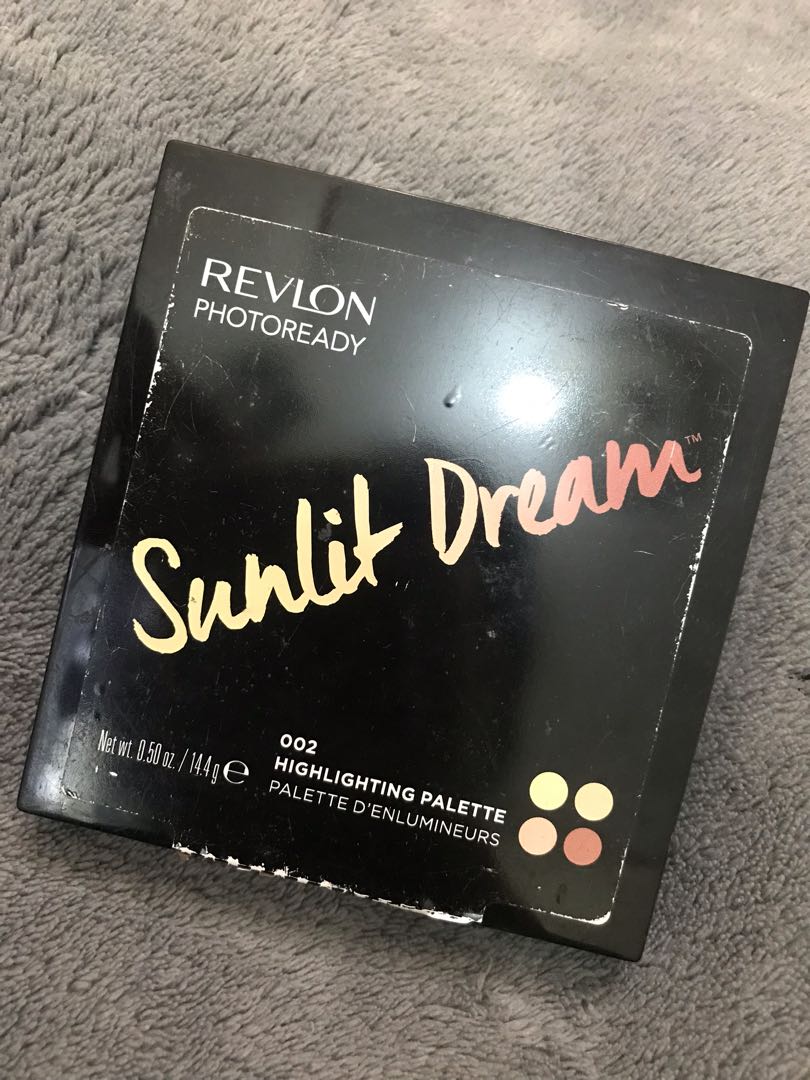 REVLON
PHOTOREADY
Sunlit Dream™
Net wt. 0.50 oz. / 14.4 g ℮
002
HIGHLIGHTING PALETTE
PALETTE D'ENLUMINEURS